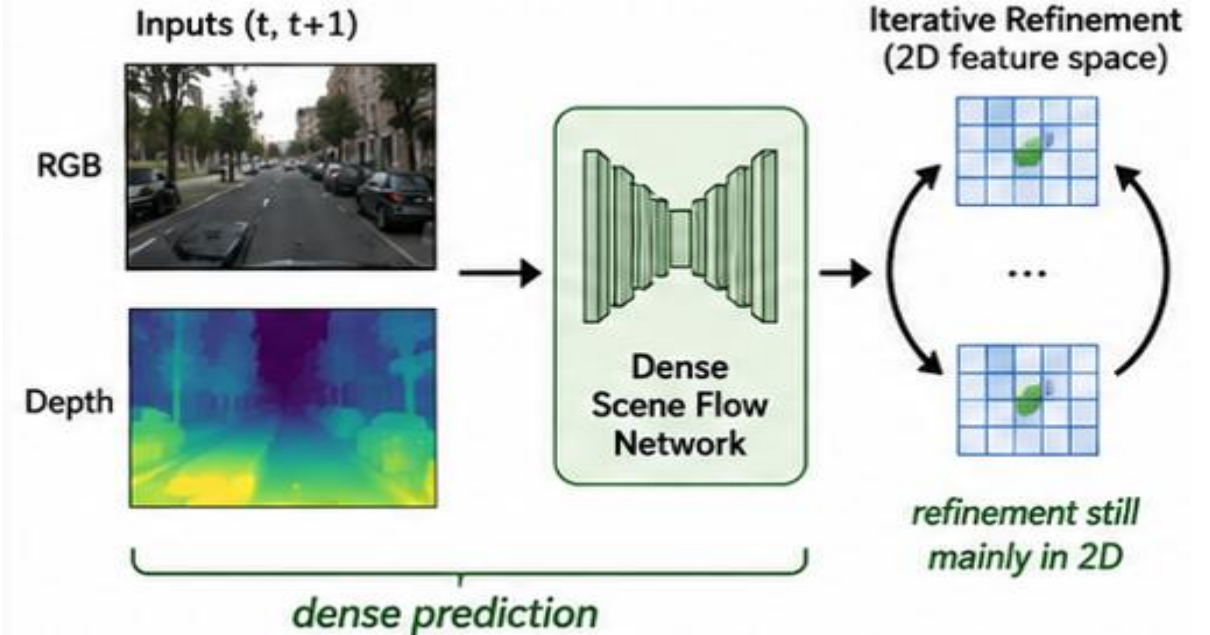 Inputs (t, t+1)
RGB
Depth
Dense
Scene Flow
Network
dense prediction
Iterative Refinement
(2D feature space)
...
refinement still
mainly in 2D